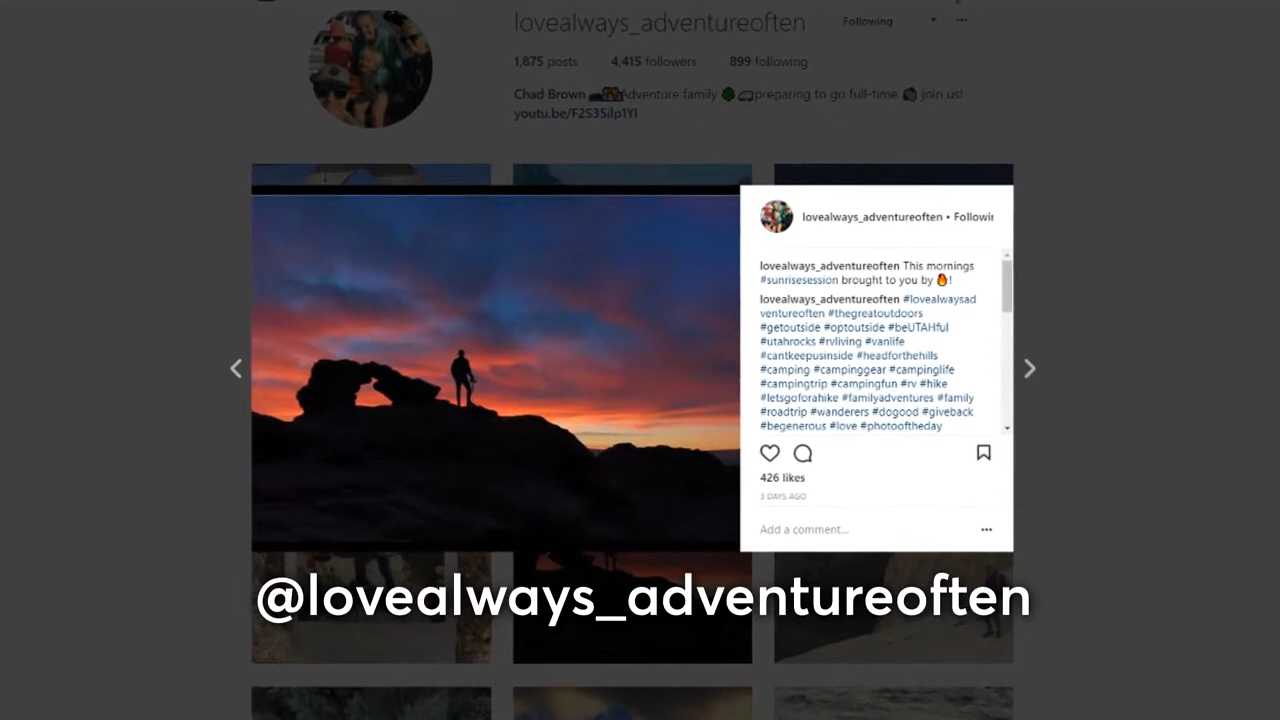 lovealways_adventureoften Following
1,875 posts 4,415 followers 899 following
Chad Brown Adventure family preparing to go full-time join us!
youtu.be/F2S35ilp1YI
lovealways_adventureoften • Followin
lovealways_adventureoften This mornings
#sunrisesession brought to you by 🔥!
lovealways_adventureoften #lovealwaysad
ventureoften #thegreatoutdoors
#getoutside #optoutside #beUTAHful
#utahrocks #rvliving #vanlife
#cantkeepusinside #headforthehills
#camping #campinggear #campinglife
#campingtrip #campingfun #rv #hike
#letsgoforahike #familyadventures #family
#roadtrip #wanderers #dogood #giveback
#begenerous #love #photooftheday
426 likes
3 DAYS AGO
Add a comment...
@lovealways_adventureoften